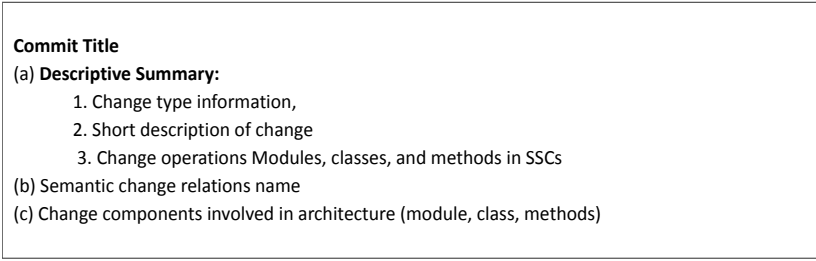 Commit Title
(a) Descriptive Summary:
1. Change type information,
2. Short description of change
3. Change operations Modules, classes, and methods in SSCs
(b) Semantic change relations name
(c) Change components involved in architecture (module, class, methods)